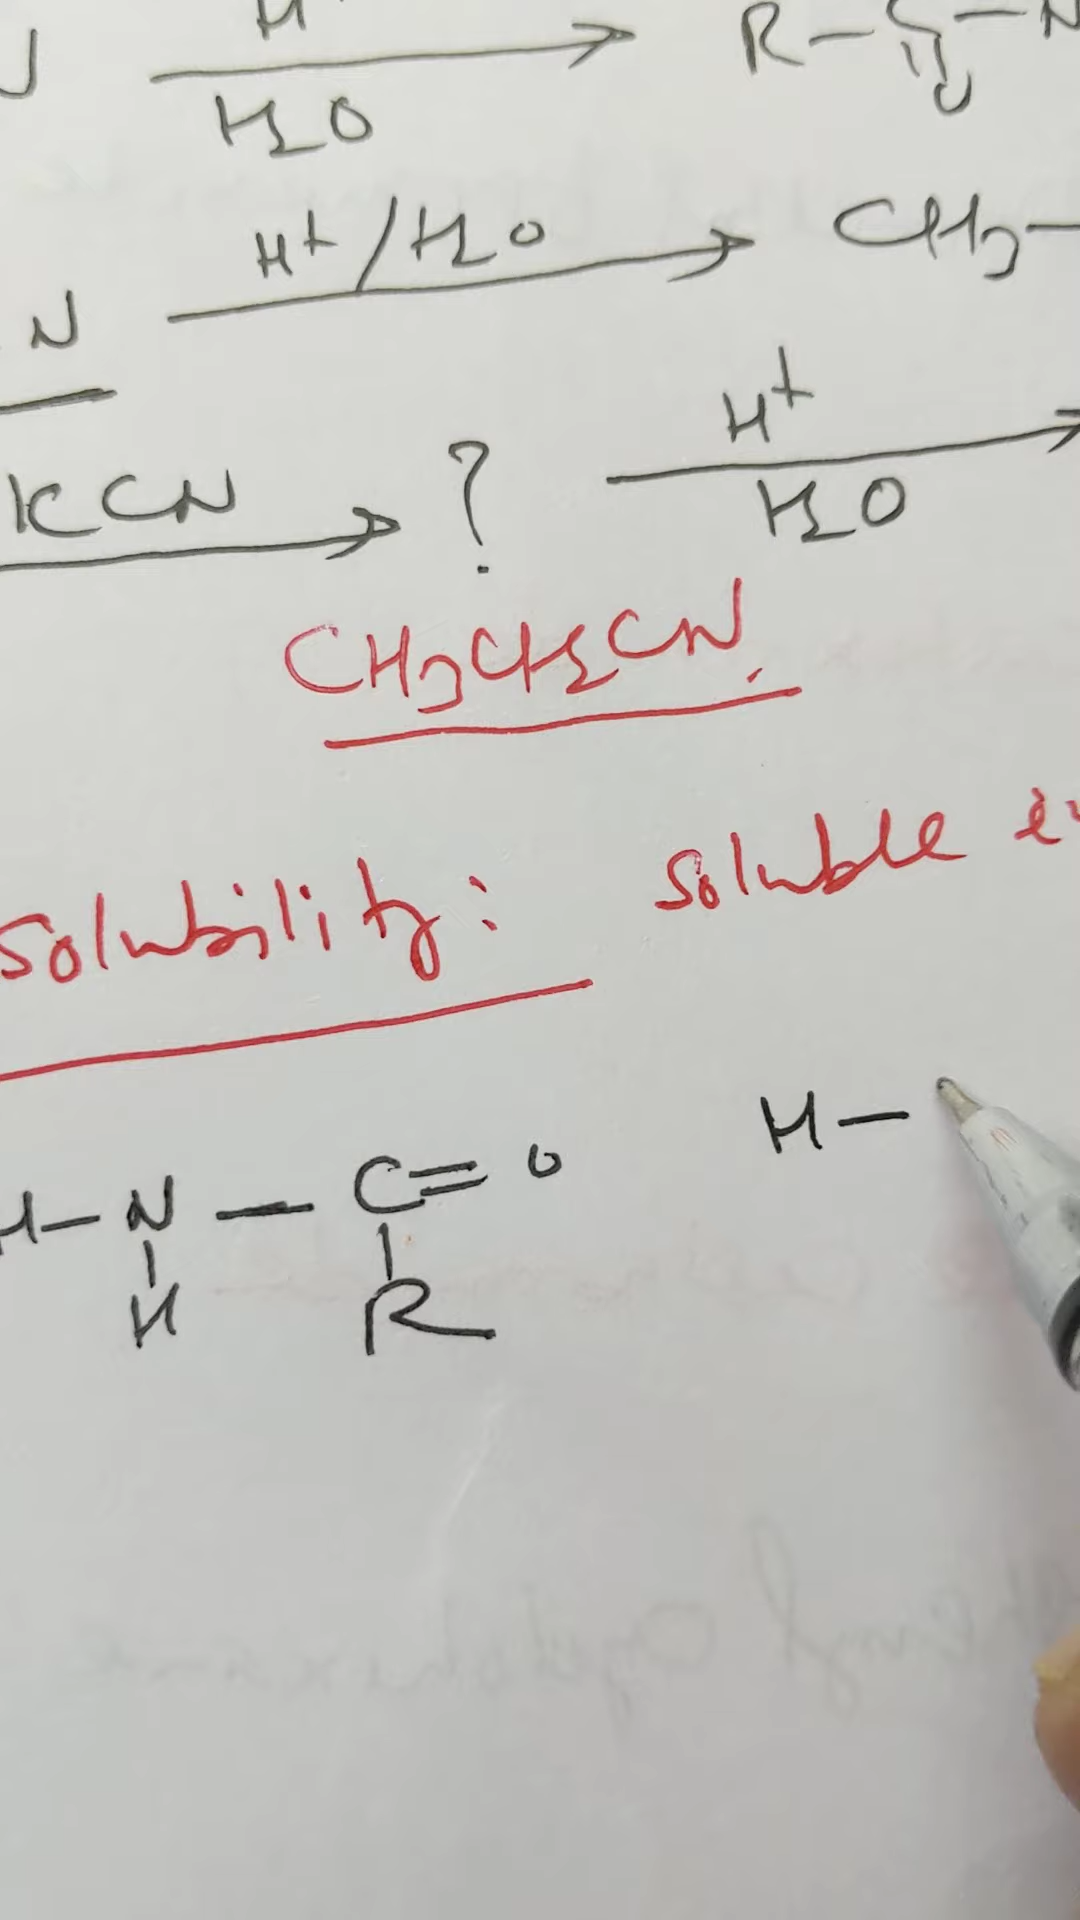 H
R-C-N
H2O
O
H+/H2O
CH3-
N
H+
KCN ?
H2O
CH3CH2CN.
Solubility: Soluble
H-N-C=O H-
H R